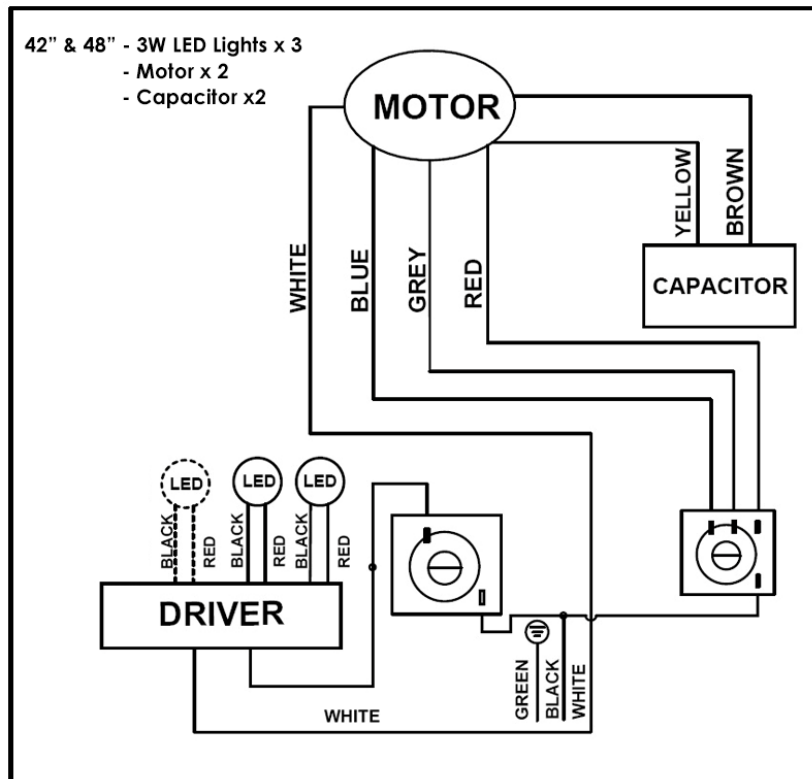 42” & 48” - 3W LED Lights x 3
- Motor x 2
- Capacitor x2
MOTOR
WHITE
BLUE
GREY
RED
YELLOW
BROWN
CAPACITOR
LED
LED
LED
BLACK
RED
BLACK
RED
BLACK
RED
DRIVER
GREEN
BLACK
WHITE
WHITE